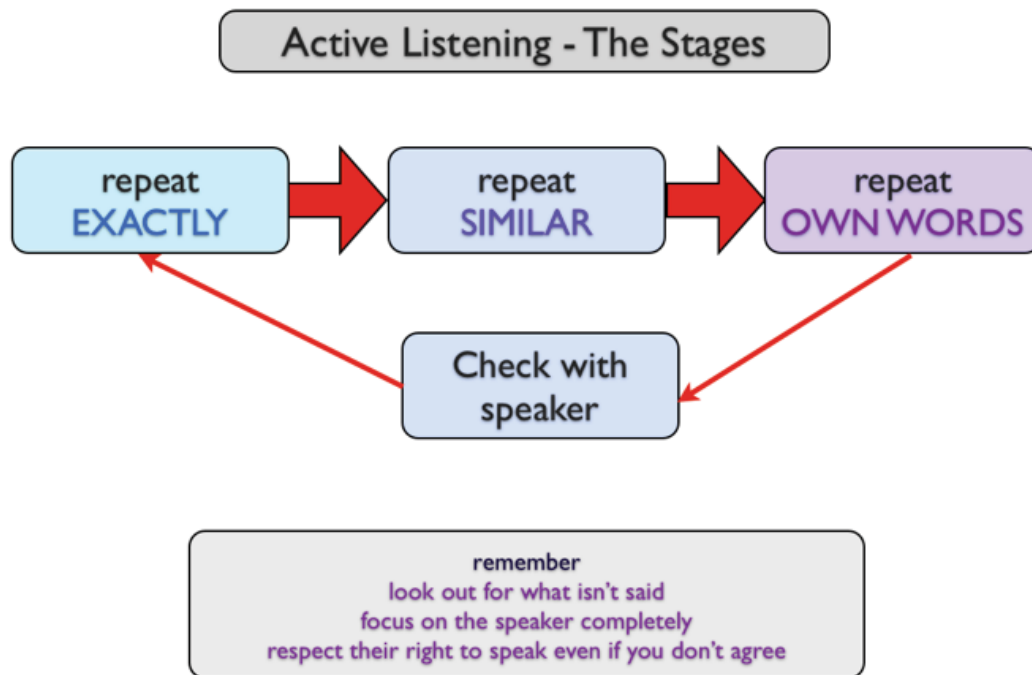 Active Listening - The Stages
repeat
EXACTLY
repeat
SIMILAR
repeat
OWN WORDS
Check with
speaker
remember
look out for what isn't said
focus on the speaker completely
respect their right to speak even if you don't agree